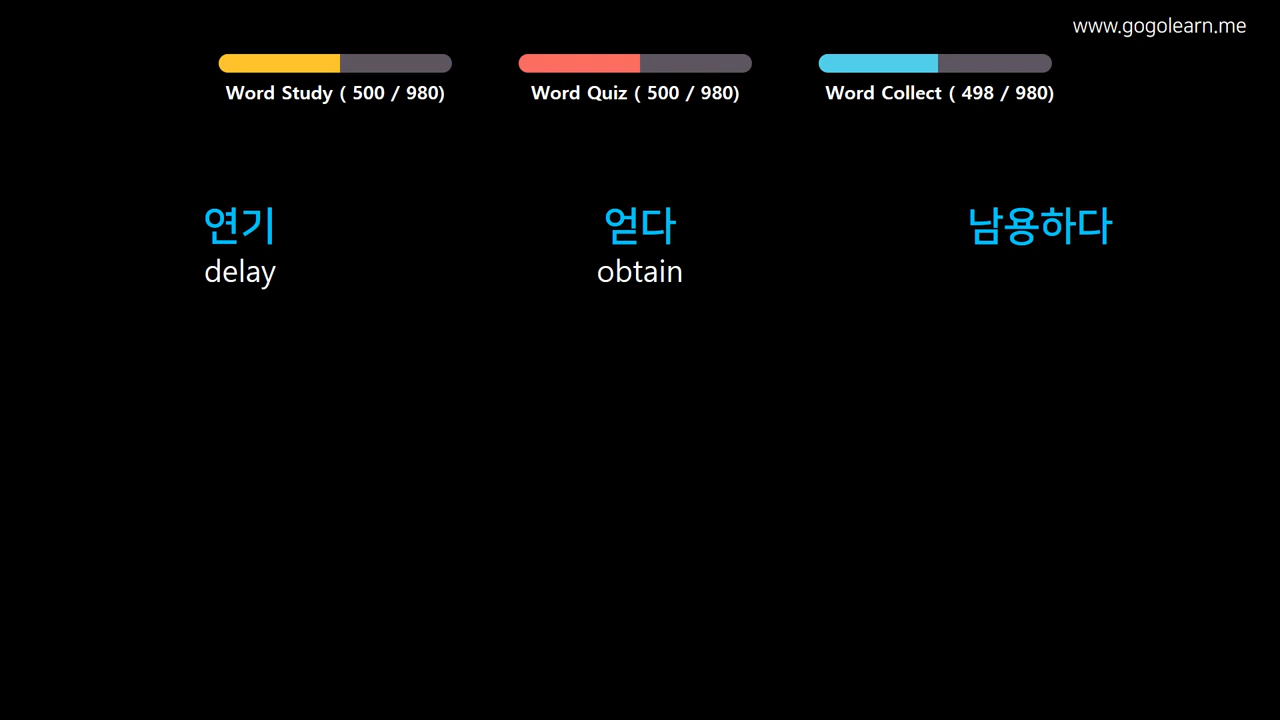 www.gogolearn.me
Word Study ( 500 / 980)
Word Quiz ( 500 / 980)
Word Collect ( 498 / 980)
연기
delay
얻다
obtain
남용하다